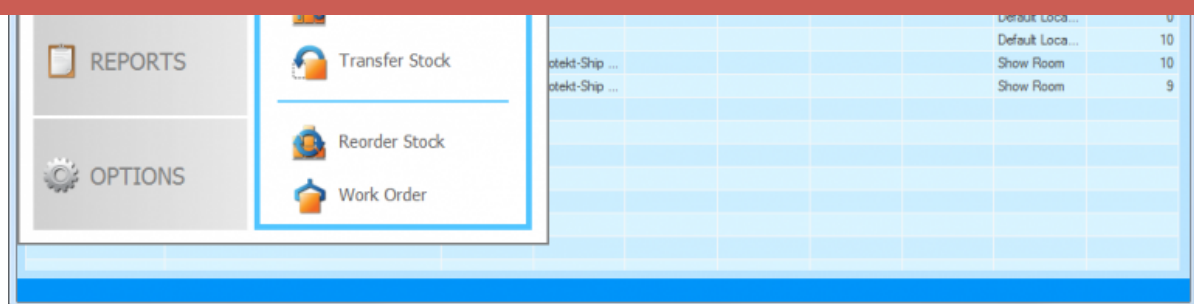 Default Loca... 0
Default Loca... 10
REPORTS
Transfer Stock
otekt-Ship ... Show Room 10
otekt-Ship ... Show Room 9
Reorder Stock
OPTIONS
Work Order